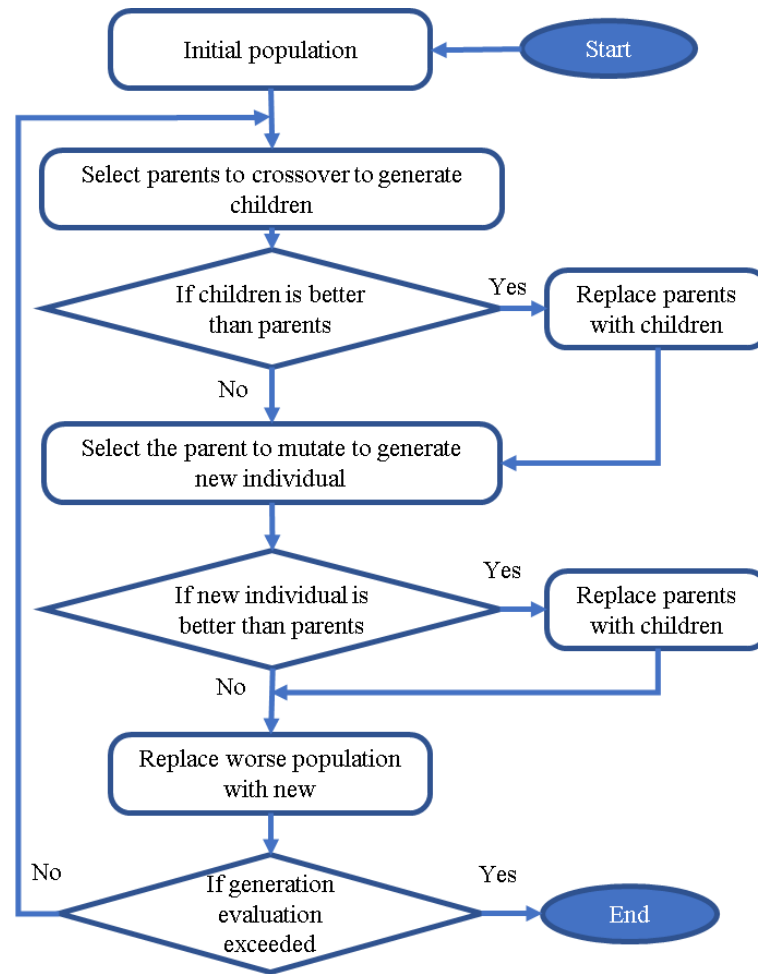 Initial population
Start
Select parents to crossover to generate
children
If children is better
than parents
Yes
Replace parents
with children
No
Select the parent to mutate to generate
new individual
If new individual is
better than parents
Yes
Replace parents
with children
No
Replace worse population
with new
No
If generation
evaluation
exceeded
Yes
End